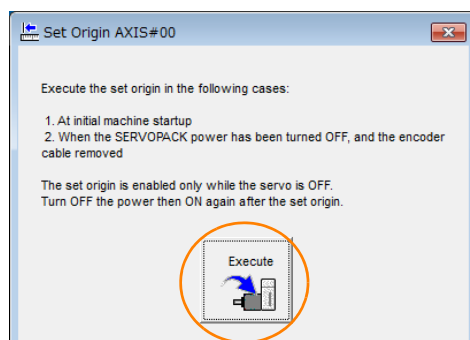 Set Origin AXIS#00
Execute the set origin in the following cases:
1. At initial machine startup
2. When the SERVOPACK power has been turned OFF, and the encoder
cable removed
The set origin is enabled only while the servo is OFF.
Turn OFF the power then ON again after the set origin.
Execute